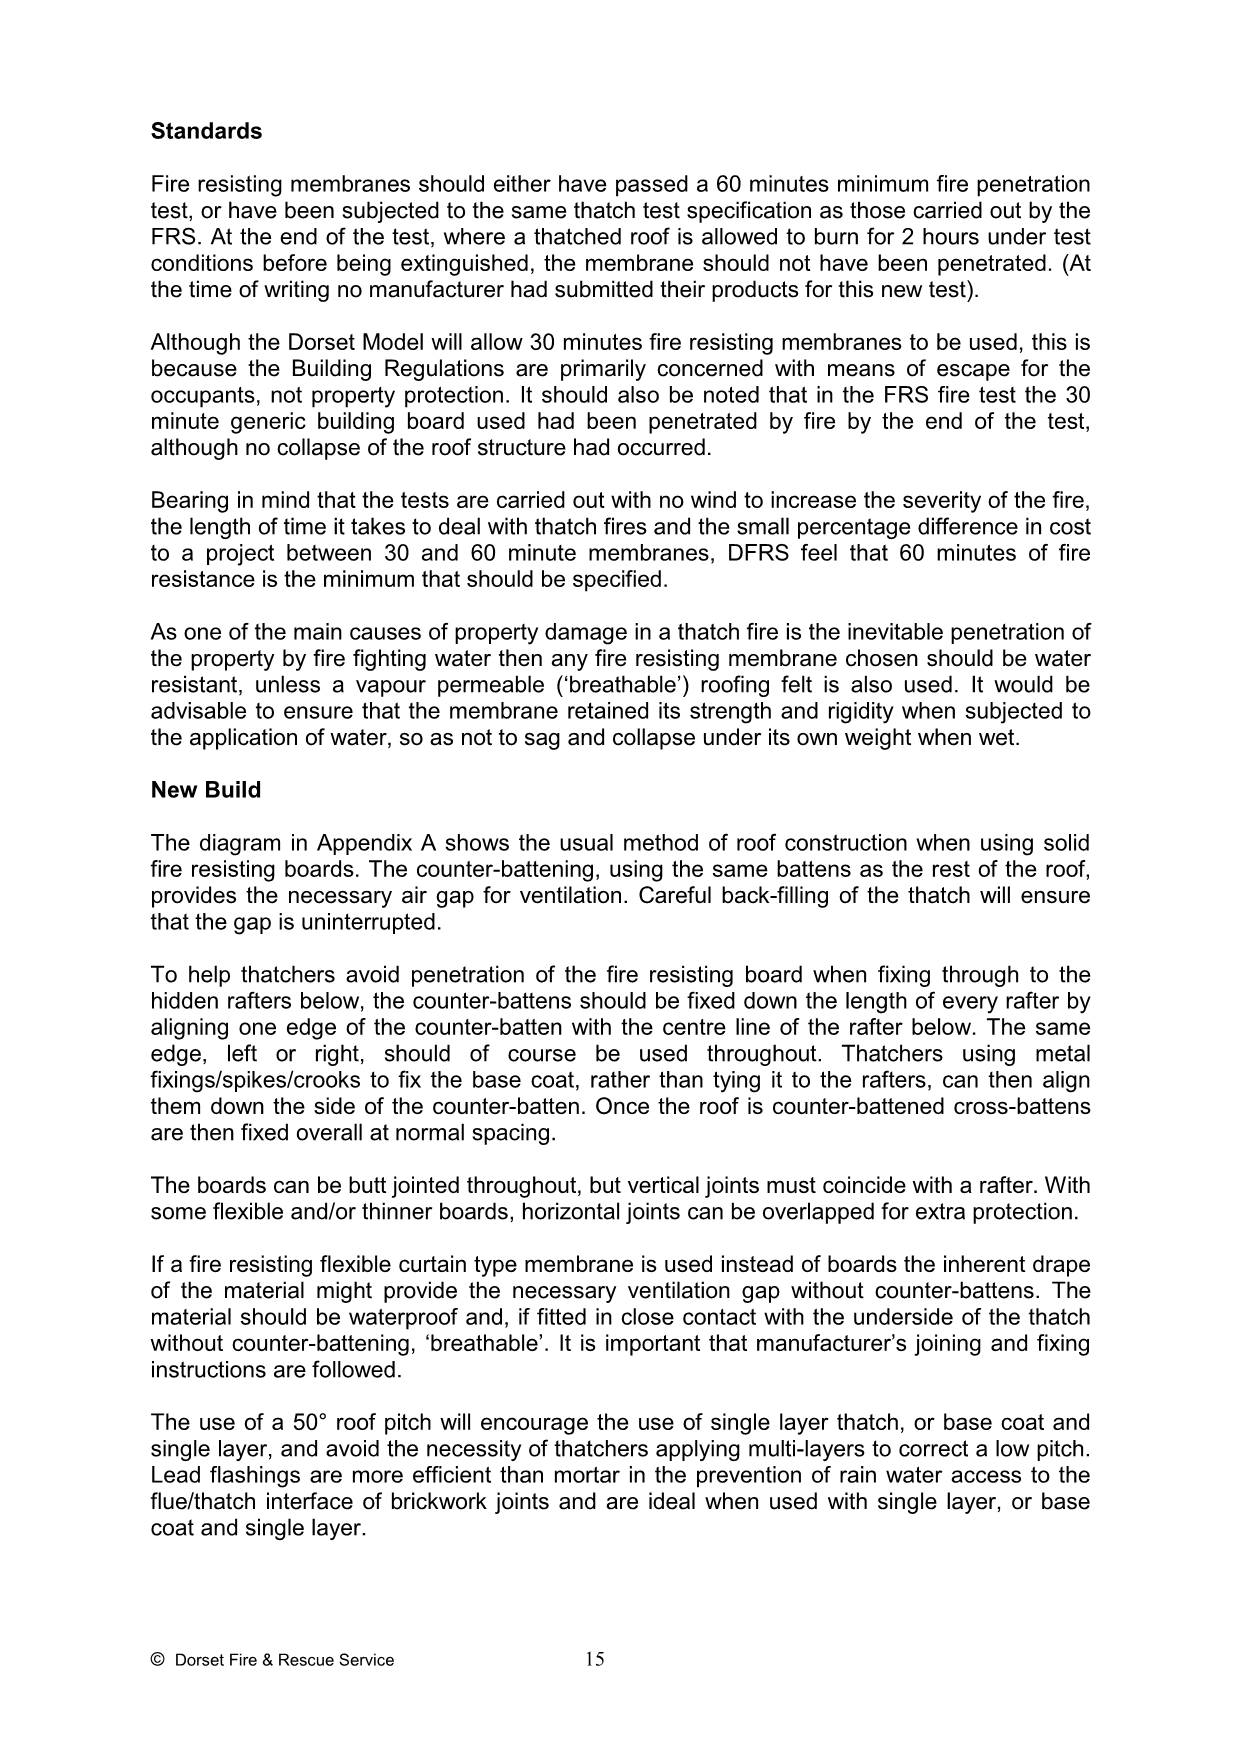 Standards
Fire resisting membranes should either have passed a 60 minutes minimum fire penetration
test, or have been subjected to the same thatch test specification as those carried out by the
FRS. At the end of the test, where a thatched roof is allowed to burn for 2 hours under test
conditions before being extinguished, the membrane should not have been penetrated. (At
the time of writing no manufacturer had submitted their products for this new test).
Although the Dorset Model will allow 30 minutes fire resisting membranes to be used, this is
because the Building Regulations are primarily concerned with means of escape for the
occupants, not property protection. It should also be noted that in the FRS fire test the 30
minute generic building board used had been penetrated by fire by the end of the test,
although no collapse of the roof structure had occurred.
Bearing in mind that the tests are carried out with no wind to increase the severity of the fire,
the length of time it takes to deal with thatch fires and the small percentage difference in cost
to a project between 30 and 60 minute membranes, DFRS feel that 60 minutes of fire
resistance is the minimum that should be specified.
As one of the main causes of property damage in a thatch fire is the inevitable penetration of
the property by fire fighting water then any fire resisting membrane chosen should be water
resistant, unless a vapour permeable (‘breathable’) roofing felt is also used. It would be
advisable to ensure that the membrane retained its strength and rigidity when subjected to
the application of water, so as not to sag and collapse under its own weight when wet.
New Build
The diagram in Appendix A shows the usual method of roof construction when using solid
fire resisting boards. The counter-battening, using the same battens as the rest of the roof,
provides the necessary air gap for ventilation. Careful back-filling of the thatch will ensure
that the gap is uninterrupted.
To help thatchers avoid penetration of the fire resisting board when fixing through to the
hidden rafters below, the counter-battens should be fixed down the length of every rafter by
aligning one edge of the counter-batten with the centre line of the rafter below. The same
edge, left or right, should of course be used throughout. Thatchers using metal
fixings/spikes/crooks to fix the base coat, rather than tying it to the rafters, can then align
them down the side of the counter-batten. Once the roof is counter-battened cross-battens
are then fixed overall at normal spacing.
The boards can be butt jointed throughout, but vertical joints must coincide with a rafter. With
some flexible and/or thinner boards, horizontal joints can be overlapped for extra protection.
If a fire resisting flexible curtain type membrane is used instead of boards the inherent drape
of the material might provide the necessary ventilation gap without counter-battens. The
material should be waterproof and, if fitted in close contact with the underside of the thatch
without counter-battening, ‘breathable’. It is important that manufacturer’s joining and fixing
instructions are followed.
The use of a 50° roof pitch will encourage the use of single layer thatch, or base coat and
single layer, and avoid the necessity of thatchers applying multi-layers to correct a low pitch.
Lead flashings are more efficient than mortar in the prevention of rain water access to the
flue/thatch interface of brickwork joints and are ideal when used with single layer, or base
coat and single layer.
© Dorset Fire & Rescue Service 15